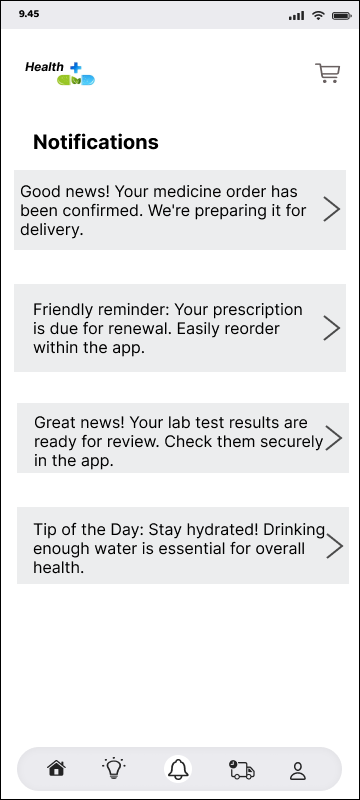 9.45
Health
Notifications
Good news! Your medicine order has
been confirmed. We're preparing it for
delivery.
Friendly reminder: Your prescription
is due for renewal. Easily reorder
within the app.
Great news! Your lab test results are
ready for review. Check them securely
in the app.
Tip of the Day: Stay hydrated! Drinking
enough water is essential for overall
health.